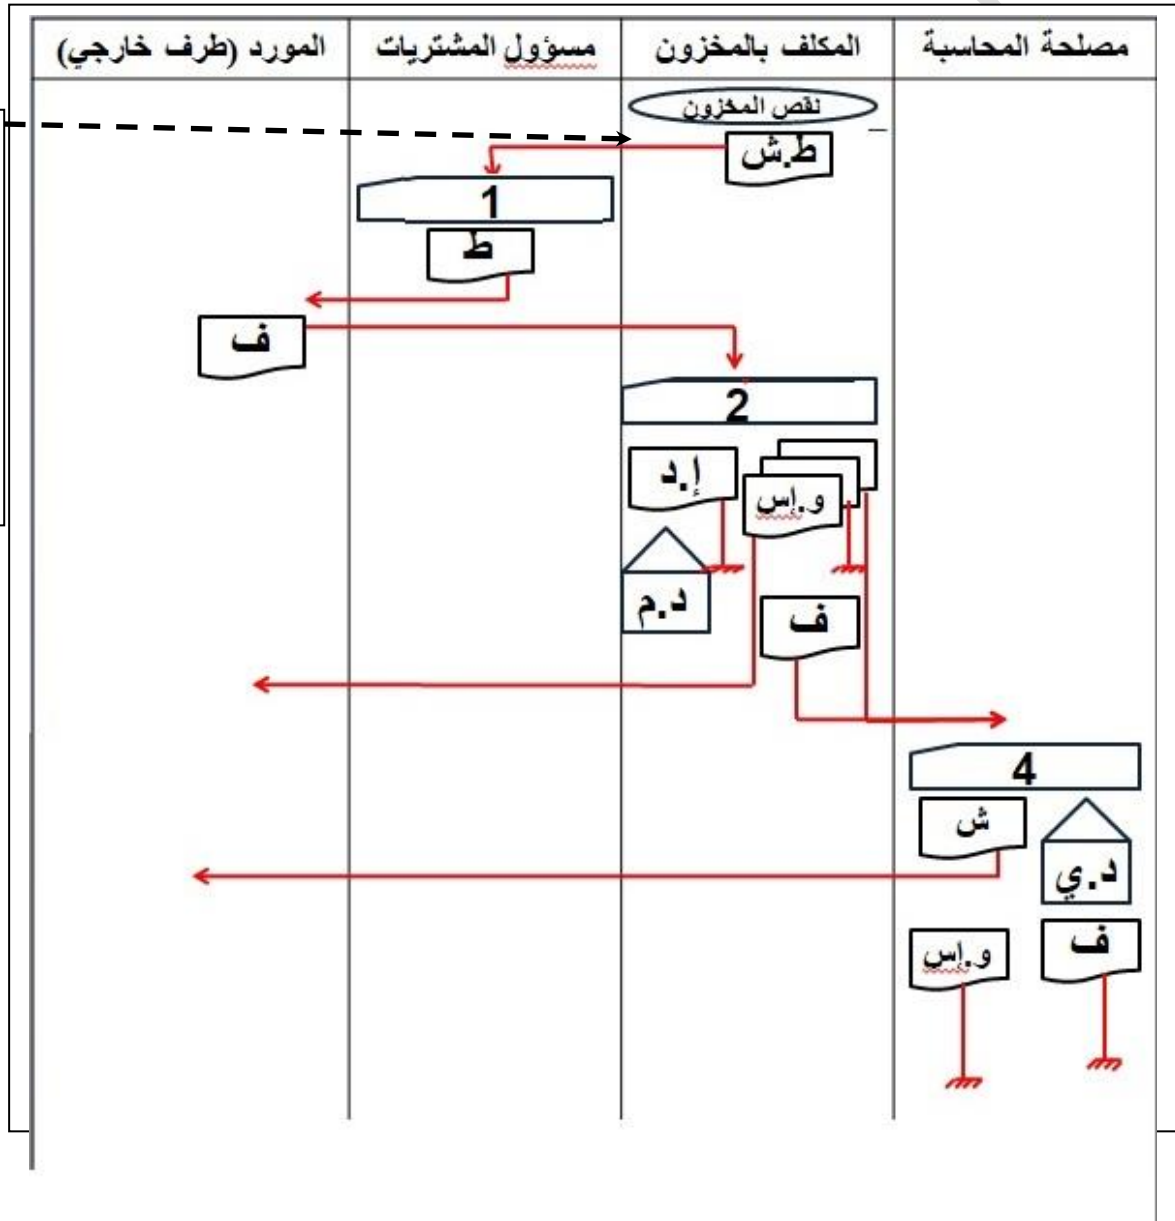 مصلحة المحاسبة
المكلف بالمخزون
مسؤول المشتريات
المورد (طرف خارجي)
نقص المخزون
ط.ش
1
ط
ف
2
و.إس
إ.د
د.م
ف
4
ش
د.ي
ف
و.إس